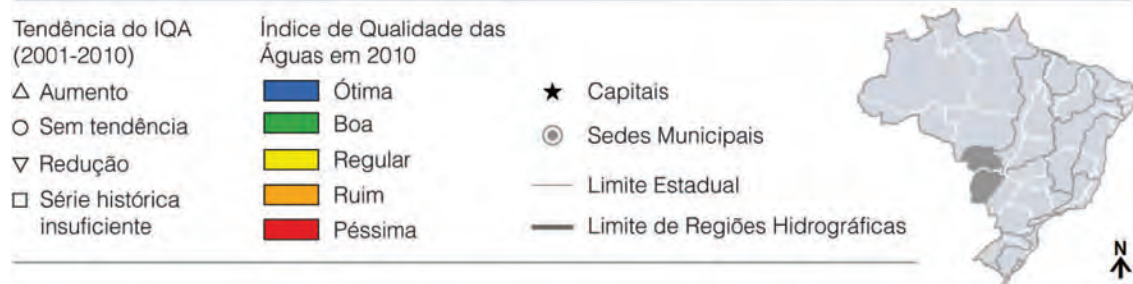 Tendência do IQA
(2001-2010)
Aumento
Sem tendência
Redução
Série histórica
insuficiente
Índice de Qualidade das
Águas em 2010
Ótima
Boa
Regular
Ruim
Péssima
Capitais
Sedes Municipais
Limite Estadual
Limite de Regiões Hidrográficas
N